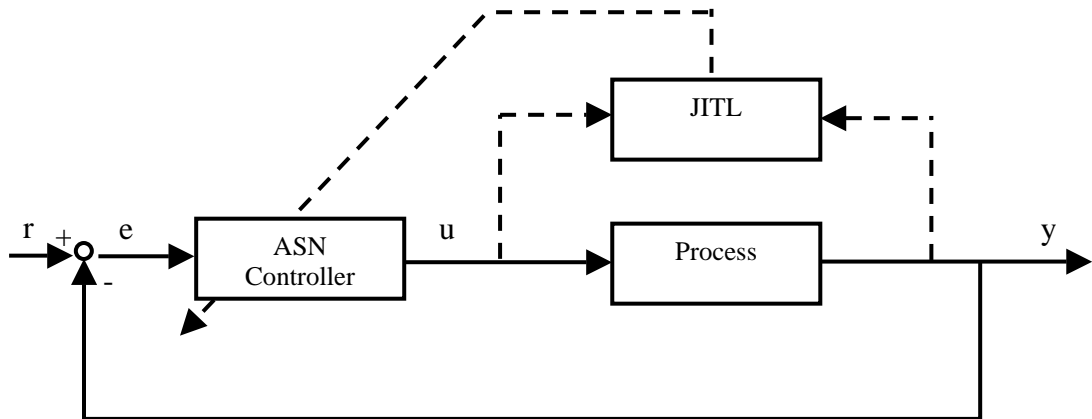 JITL
r
+
e
-
ASN
Controller
u
Process
y